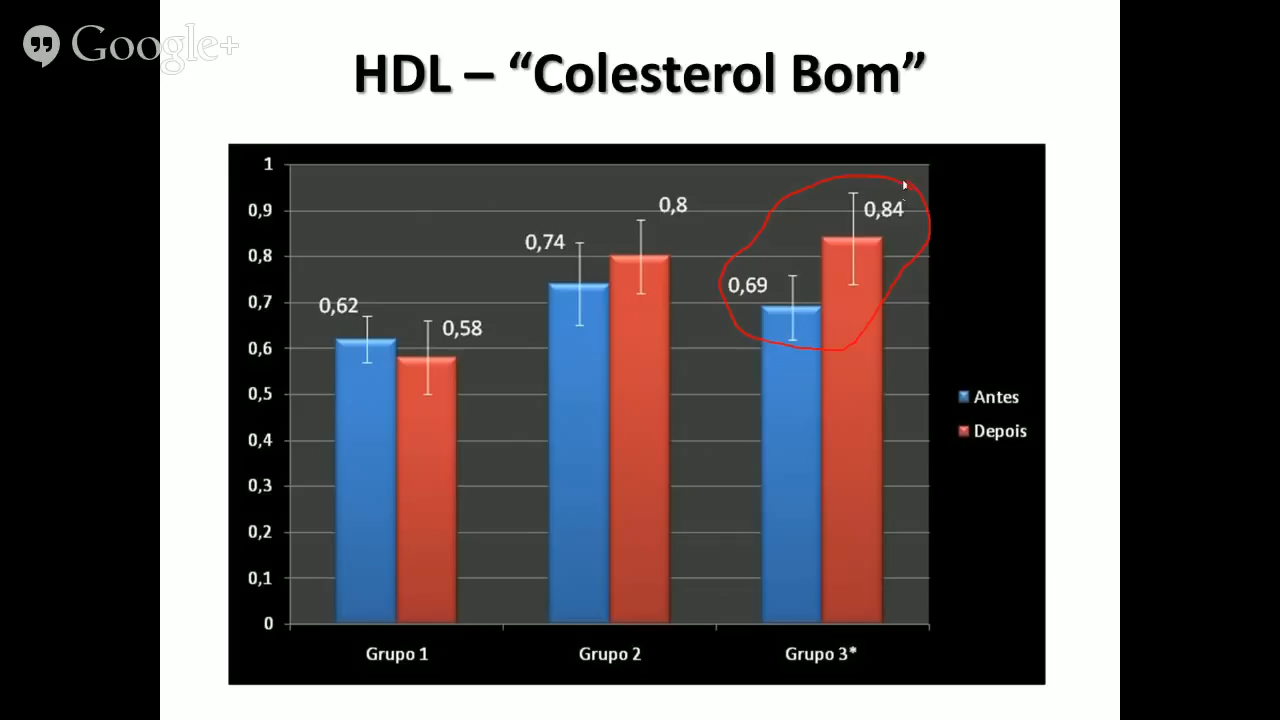 Google+
HDL – “Colesterol Bom”
1
0,9
0,8
0,7
0,6
0,5
0,4
0,3
0,2
0,1
0
0,62
0,58
0,74
0,8
0,69
0,84
Antes
Depois
Grupo 1
Grupo 2
Grupo 3*